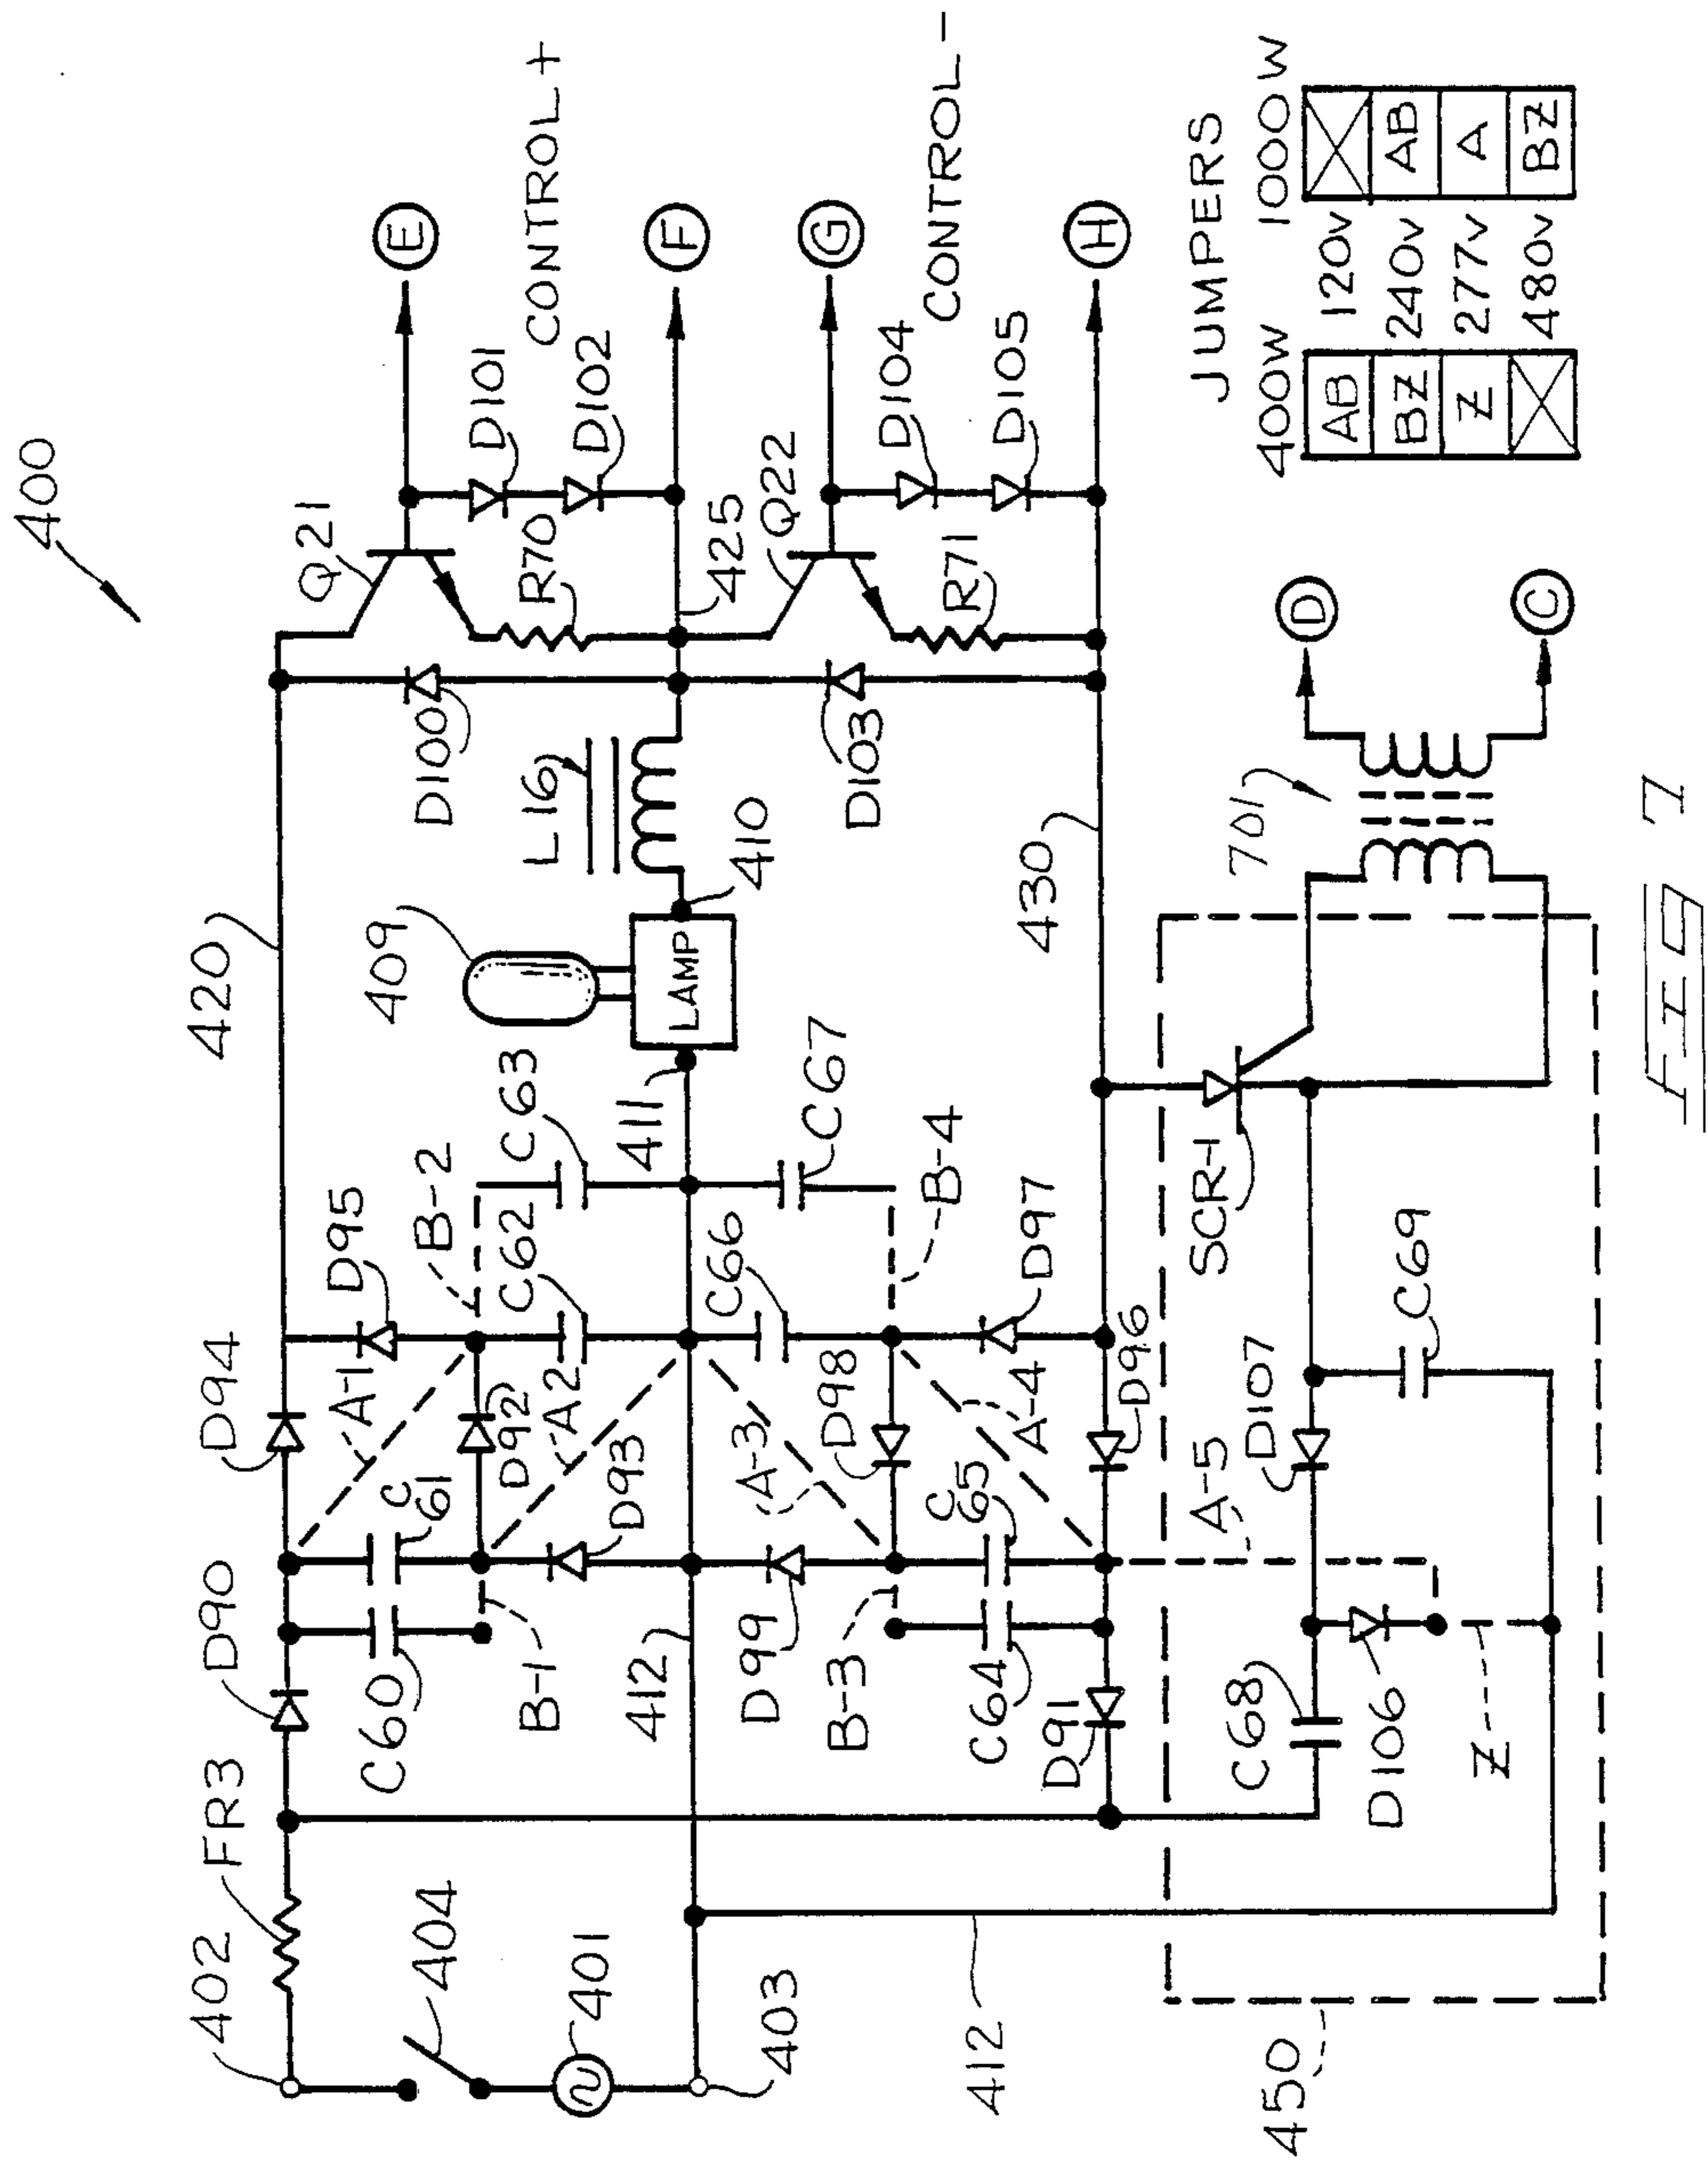 400
402
FR3
D90
D94
420
Q21
E
404
401
403
C60
C
61
A-1
D95
B-2
D92
A-2
C62
C63
409
LAMP
410
411
L16
D100
R70
D101
D102
CONTROL +
F
425
B-1
D93
412
D99
A-3
C66
C67
D103
Q22
G
D104
D105
R71
CONTROL -
H
B-3
C64
C
65
D98
A-4
B-4
D97
D96
D91
430
412
450
C68
D106
Z
A-5
D107
C69
SCR-1
701
D
C
JUMPERS
400W 1000W
AB 120V
BZ 240V AB
Z 277V A
480V BZ
FIG 7